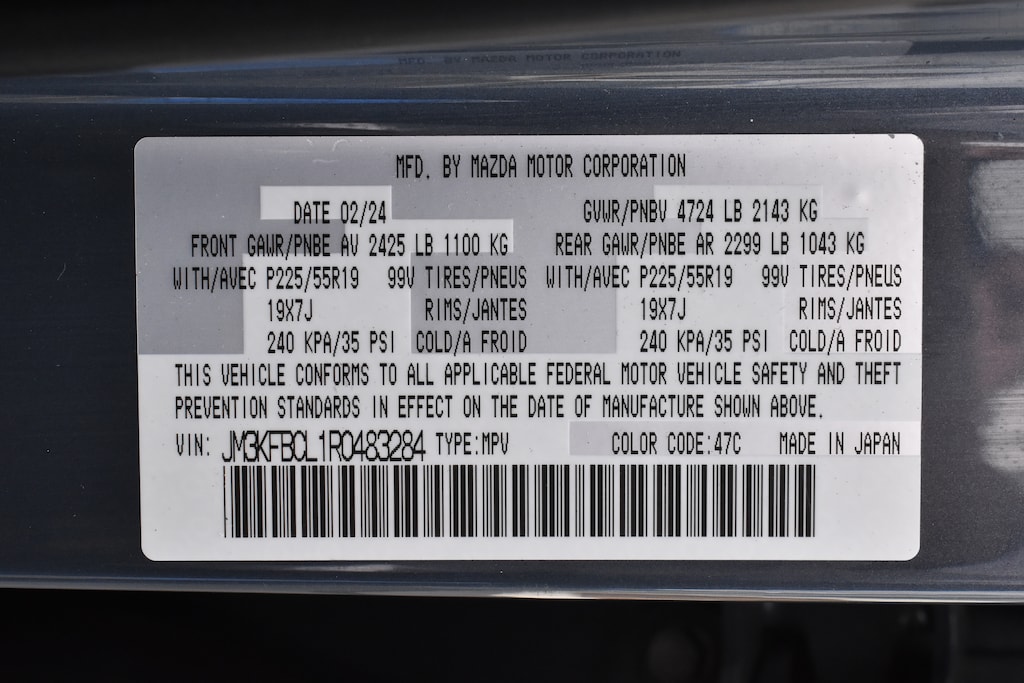 MFD. BY MAZDA MOTOR CORPORATION
DATE 02/24 GVWR/PNBV 4724 LB 2143 KG
FRONT GAWR/PNBE AV 2425 LB 1100 KG REAR GAWR/PNBE AR 2299 LB 1043 KG
WITH/AVEC P225/55R19 99V TIRES/PNEUS WITH/AVEC P225/55R19 99V TIRES/PNEUS
19X7J RIMS/JANTES 19X7J RIMS/JANTES
240 KPA/35 PSI COLD/A FROID 240 KPA/35 PSI COLD/A FROID
THIS VEHICLE CONFORMS TO ALL APPLICABLE FEDERAL MOTOR VEHICLE SAFETY AND THEFT
PREVENTION STANDARDS IN EFFECT ON THE DATE OF MANUFACTURE SHOWN ABOVE.
VIN: JM3KFBCL1R0483284 TYPE:MPV COLOR CODE:47C MADE IN JAPAN